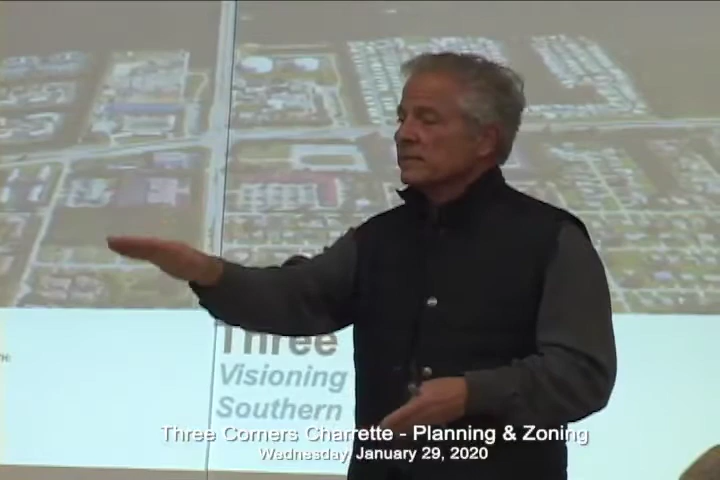 Three
Visioning
Southern
Three Corners Charrette - Planning & Zoning
Wednesday, January 29, 2020